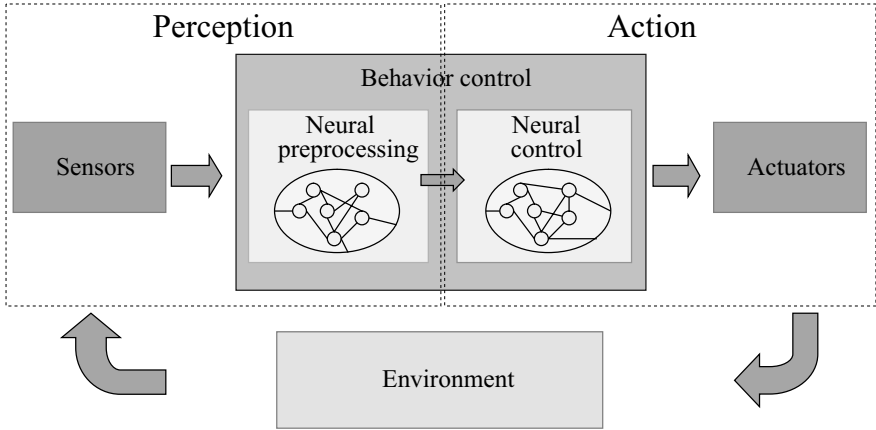 Perception
Action
Behavior control
Sensors
Neural
preprocessing
Neural
control
Actuators
Environment